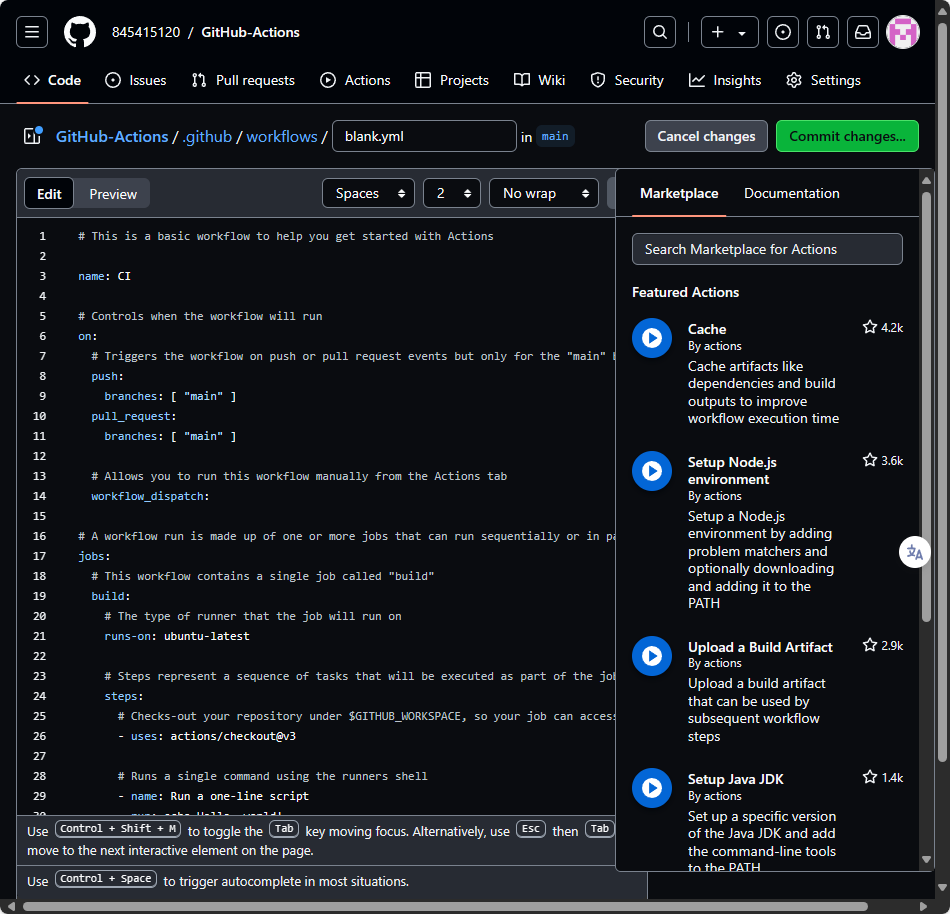 845415120 / GitHub-Actions
Code Issues Pull requests Actions Projects Wiki Security Insights Settings
GitHub-Actions / .github / workflows / blank.yml in main Cancel changes Commit changes...
Edit Preview Spaces 2 No wrap
1 # This is a basic workflow to help you get started with Actions
2
3 name: CI
4
5 # Controls when the workflow will run
6 on:
7 # Triggers the workflow on push or pull request events but only for the "main"
8 push:
9 branches: [ "main" ]
10 pull_request:
11 branches: [ "main" ]
12
13 # Allows you to run this workflow manually from the Actions tab
14 workflow_dispatch:
15
16 # A workflow run is made up of one or more jobs that can run sequentially or in pa
17 jobs:
18 # This workflow contains a single job called "build"
19 build:
20 # The type of runner that the job will run on
21 runs-on: ubuntu-latest
22
23 # Steps represent a sequence of tasks that will be executed as part of the jo
24 steps:
25 # Checks-out your repository under $GITHUB_WORKSPACE, so your job can access
26 - uses: actions/checkout@v3
27
28 # Runs a single command using the runners shell
29 - name: Run a one-line script
Use Control + Shift + M to toggle the Tab key moving focus. Alternatively, use Esc then Tab
move to the next interactive element on the page.
Use Control + Space to trigger autocomplete in most situations.
Marketplace Documentation
Search Marketplace for Actions
Featured Actions
Cache 4.2k
By actions
Cache artifacts like
dependencies and build
outputs to improve
workflow execution time
Setup Node.js 3.6k
environment
By actions
Setup a Node.js
environment by adding
problem matchers and
optionally downloading
and adding it to the
PATH
Upload a Build Artifact 2.9k
By actions
Upload a build artifact
that can be used by
subsequent workflow
steps
Setup Java JDK 1.4k
By actions
Set up a specific version
of the Java JDK and add
the command-line tools
to the PATH